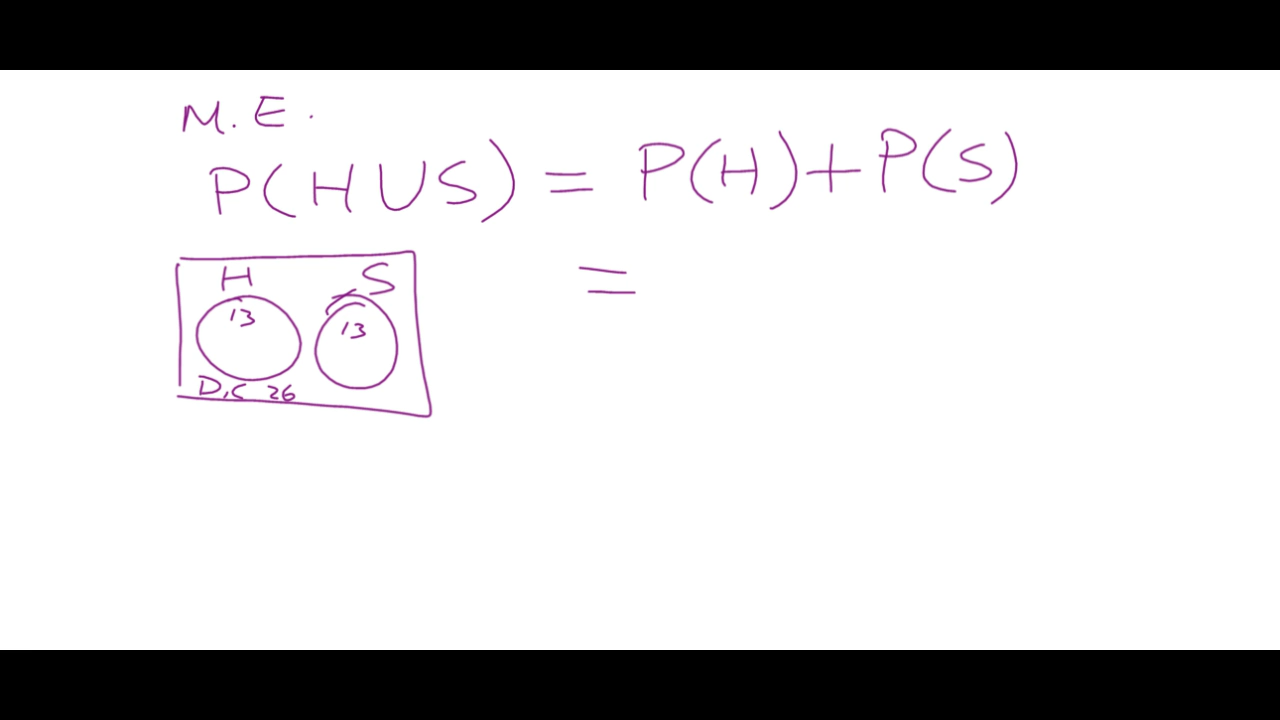 M.E.
P(H∪S) = P(H)+P(S)
=
H S
13 13
D,C 26